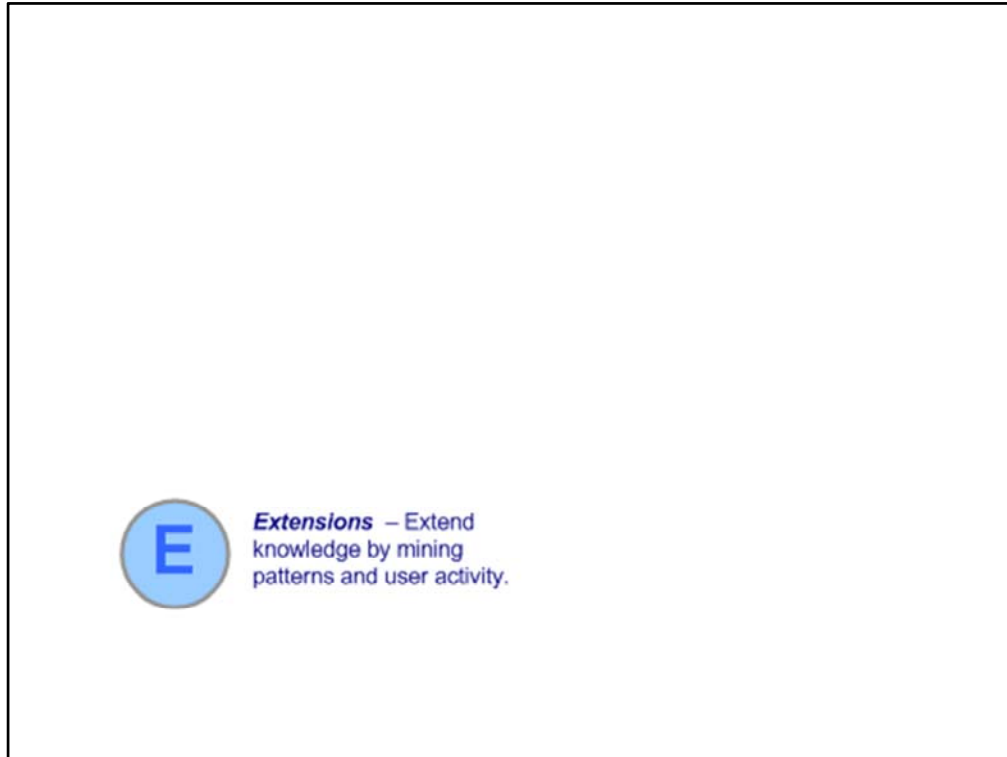 E
Extensions – Extend
knowledge by mining
patterns and user activity.